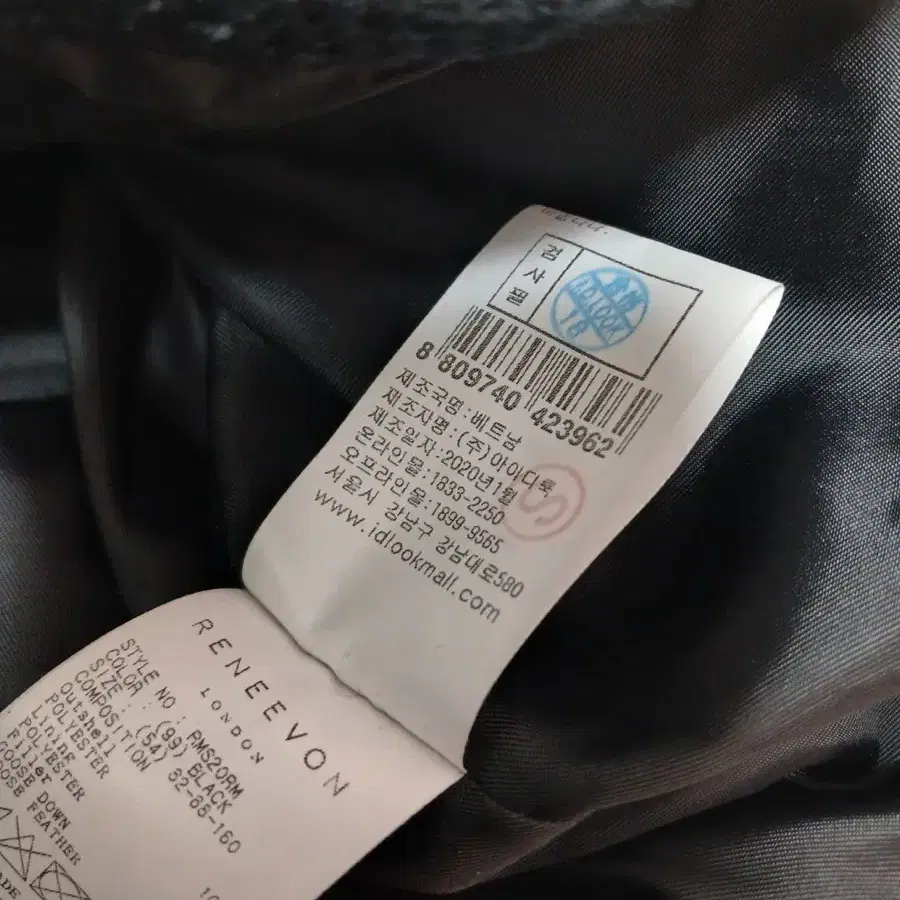 검사필
IDLOOK
18
8 809740 423962
제조국명:베트남
제조자명:(주)아이디룩
제조일자:2020년1월
온라인몰:1833-2250
오프라인몰:1899-9565
서울시 강남구 강남대로580
www.idlookmall.com
S
RENEEVON
LONDON
STYLE NO : RMS20RM
COLOR : (99) BLACK
SIZE : (54) 82-65-160
COMPOSITION
Outshell
POLYESTER
Lining
POLYESTER
Filler
GOOSE DOWN
GOOSE FEATHER